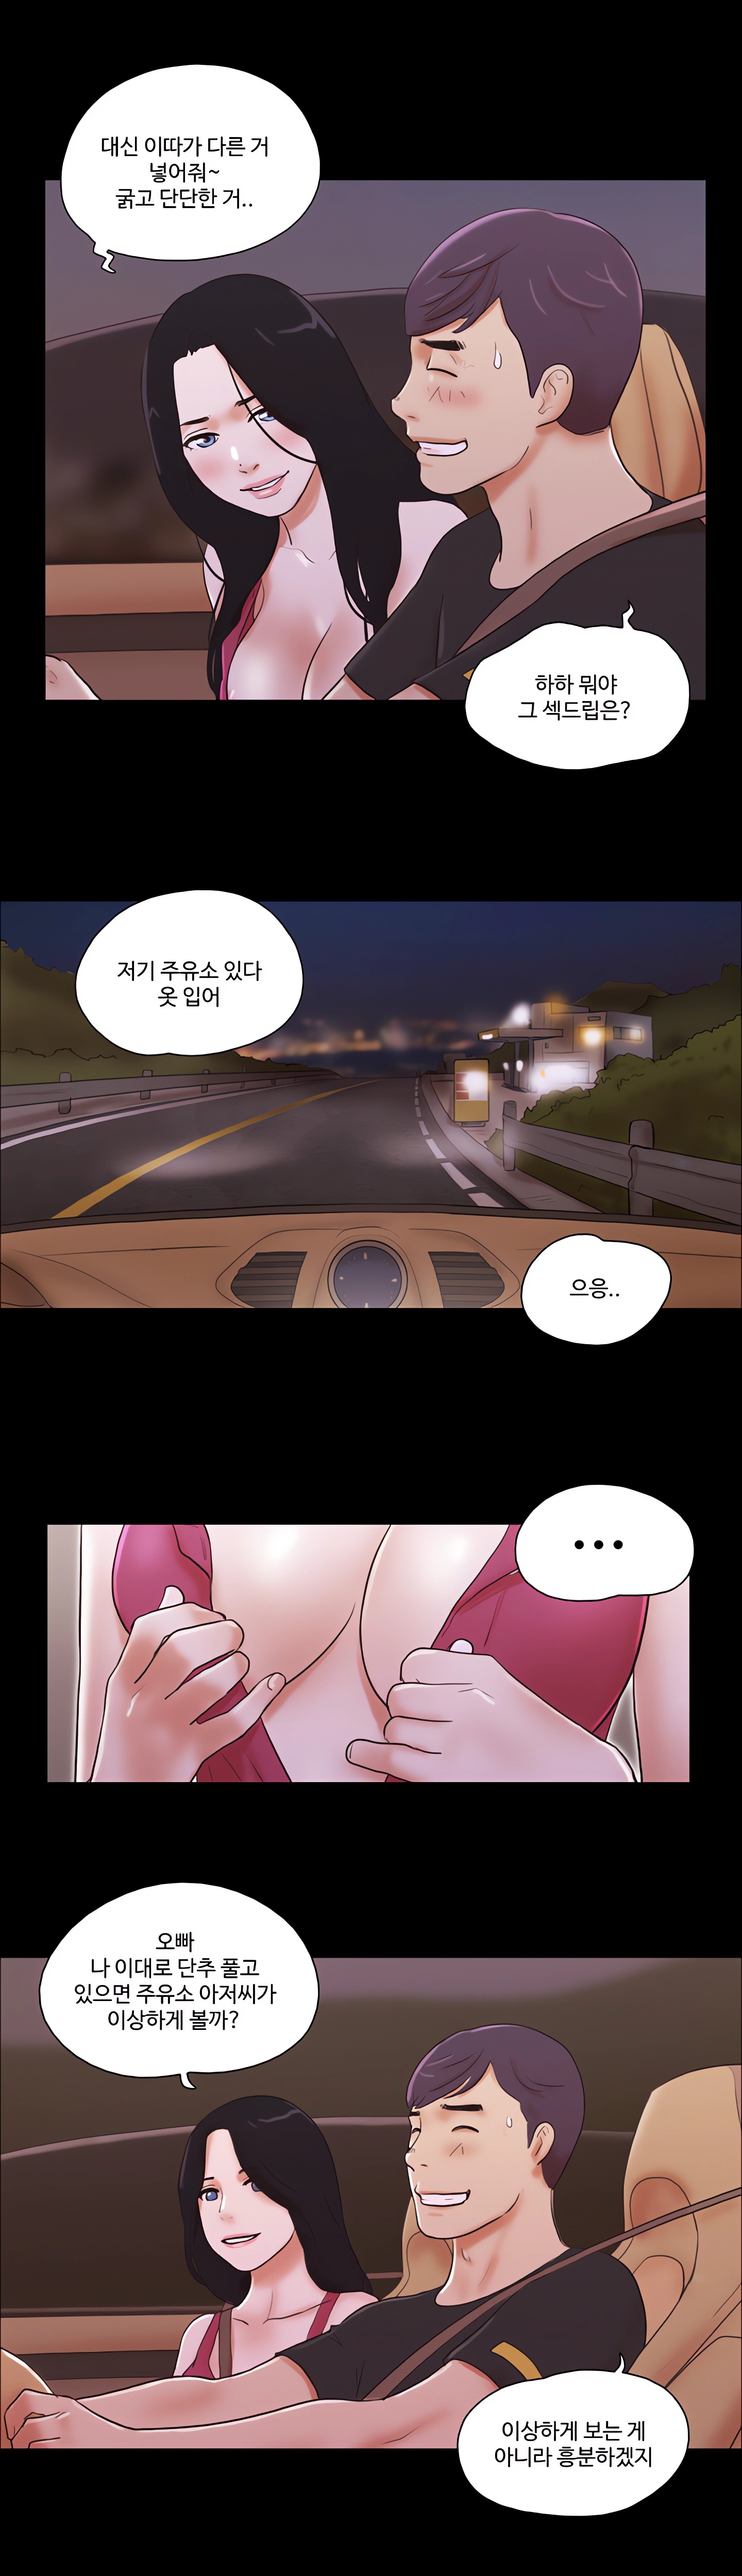 대신 이따가 다른 거
넣어줘~
굵고 단단한 거..
하하 뭐야
그 섹드립은?
저기 주유소 있다
옷 입어
으응..
...
오빠
나 이대로 단추 풀고
있으면 주유소 아저씨가
이상하게 볼까?
이상하게 보는 게
아니라 흥분하겠지